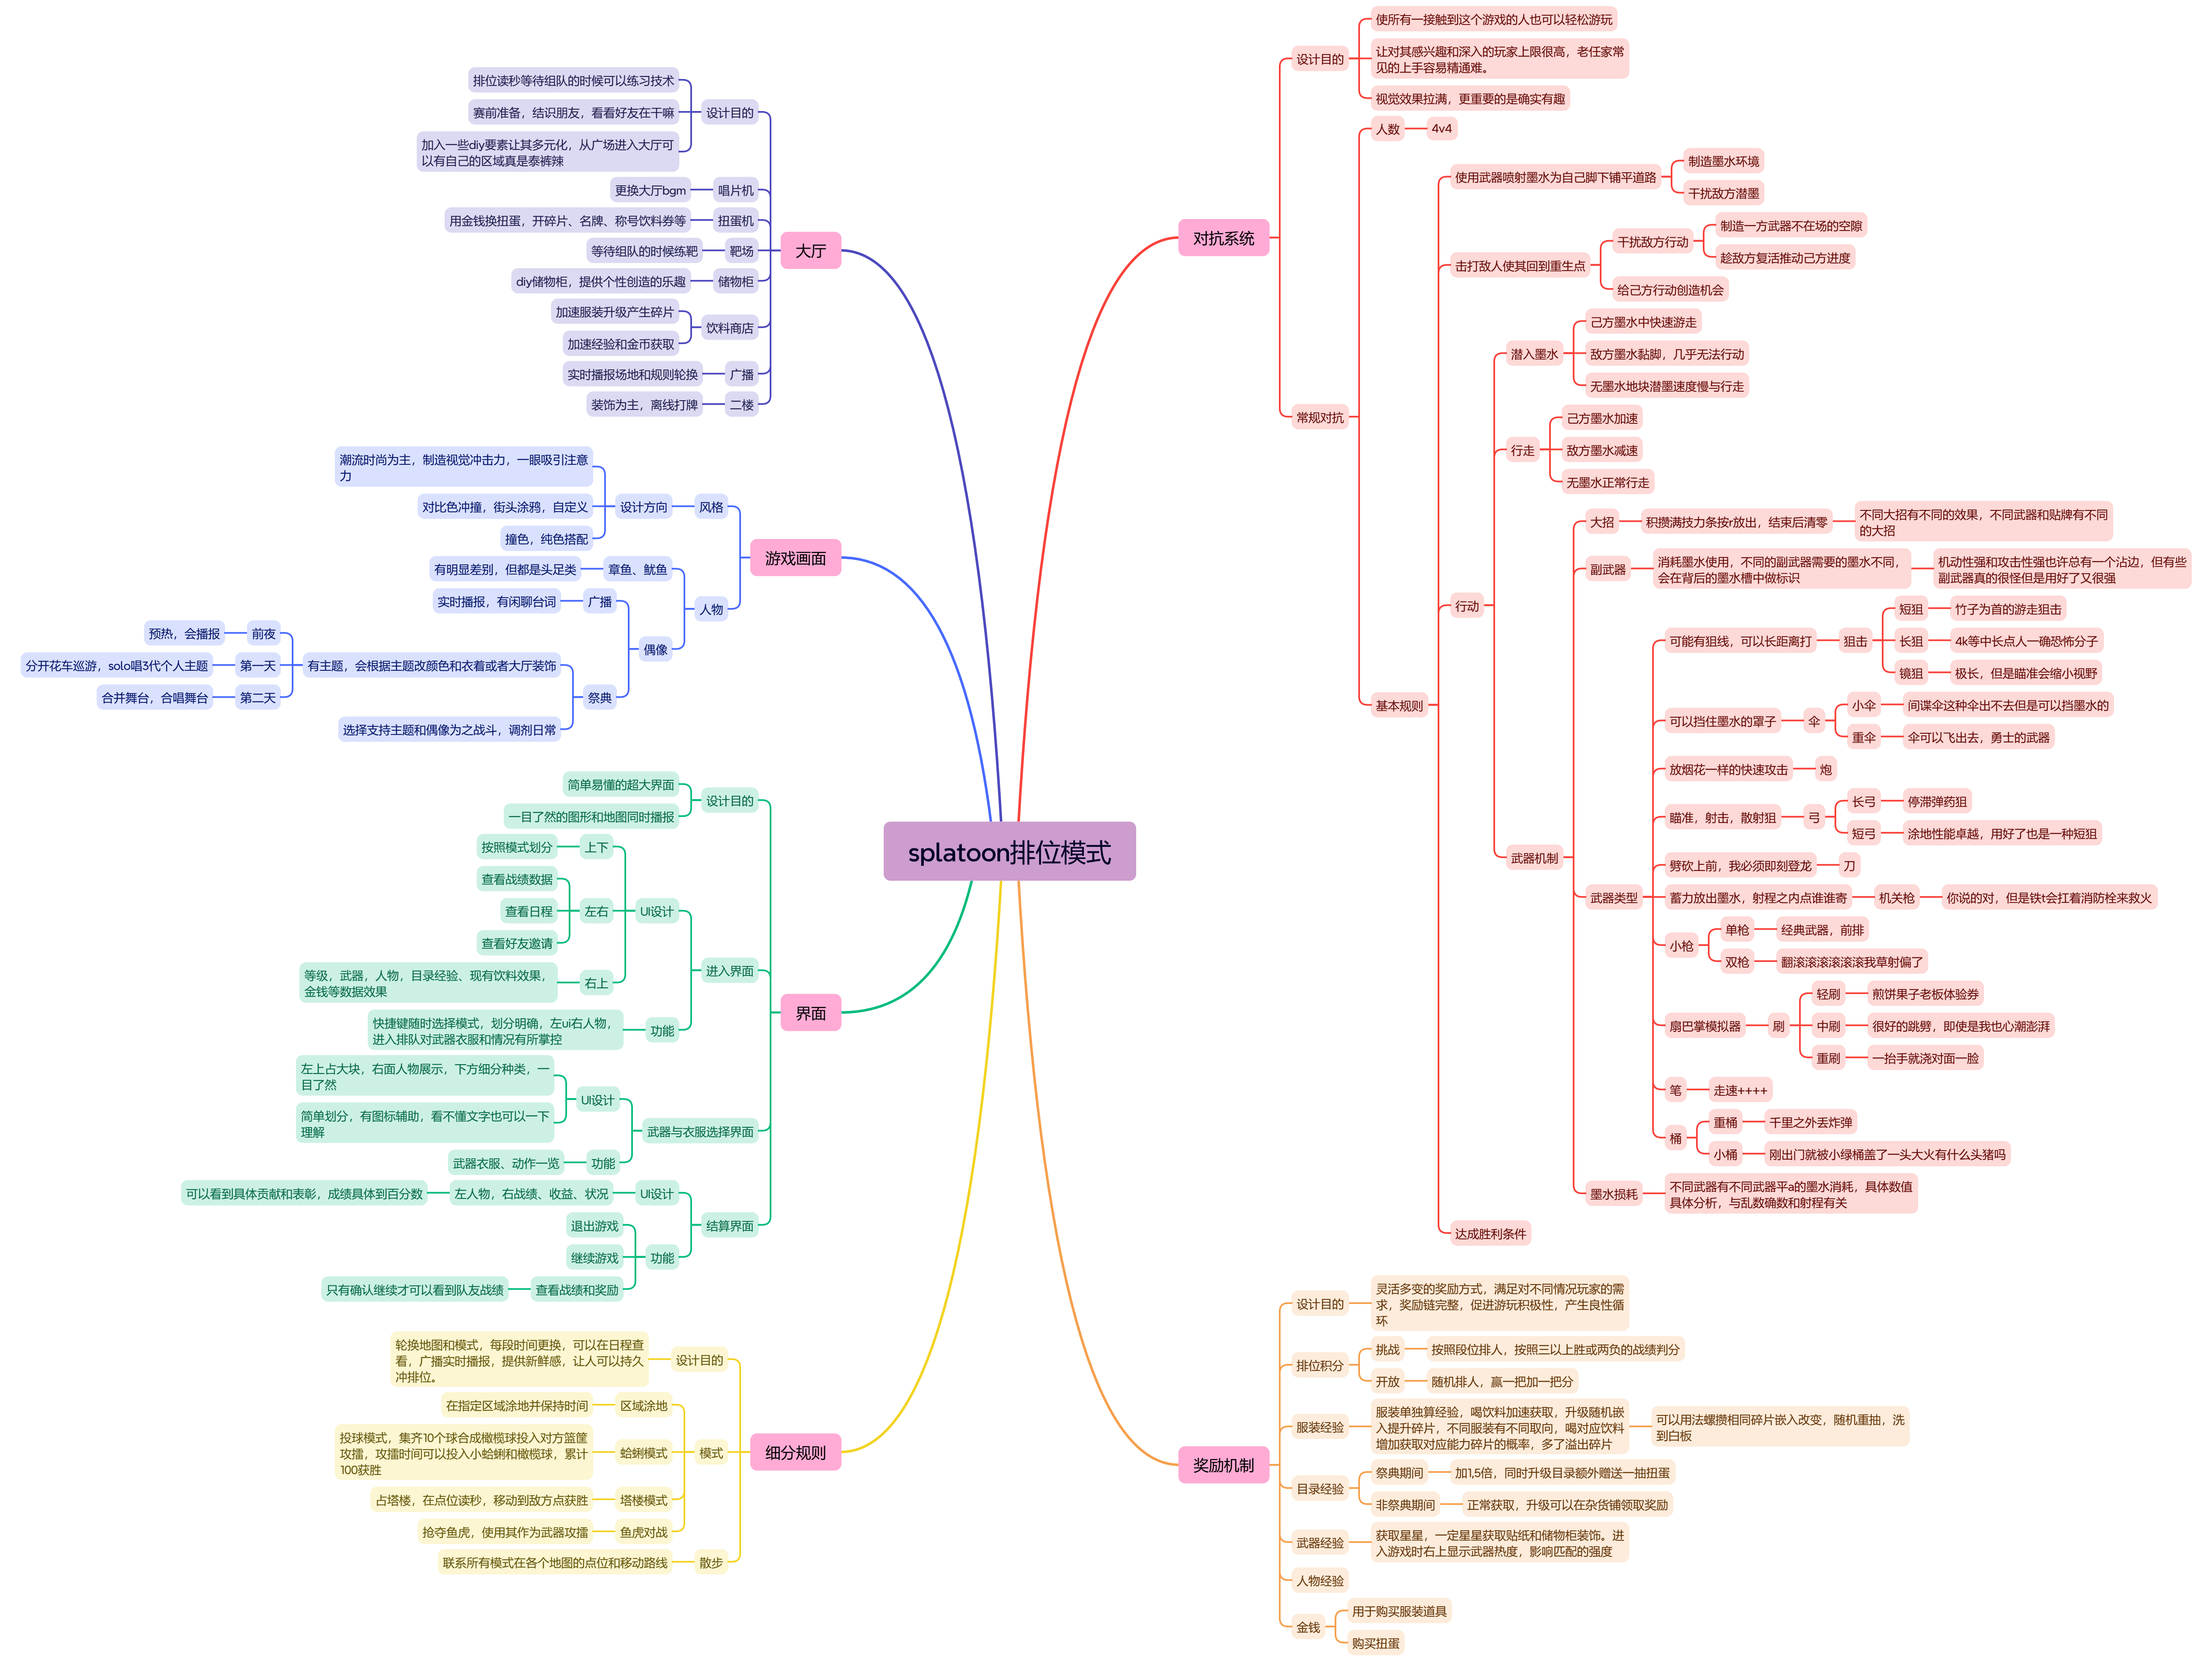 splatoon排位模式
对抗系统
设计目的
使所有一接触到这个游戏的人也可以轻松游玩
让对其感兴趣和深入的玩家上限很高，老任家常
见的上手容易精通难。
视觉效果拉满，更重要的是确实有趣
常规对抗
人数
4v4
基本规则
使用武器喷射墨水为自己脚下铺平道路
制造墨水环境
干扰敌方潜墨
击打敌人使其回到重生点
干扰敌方行动
制造一方武器不在场的空隙
趁敌方复活推动己方进度
给己方行动创造机会
行动
潜入墨水
己方墨水中快速游走
敌方墨水黏脚，几乎无法行动
无墨水地块潜墨速度慢与行走
行走
己方墨水加速
敌方墨水减速
无墨水正常行走
武器机制
大招
积攒满技力条按r放出，结束后清零
不同大招有不同的效果，不同武器和贴牌有不同
的大招
副武器
消耗墨水使用，不同的副武器需要的墨水不同，
会在背后的墨水槽中做标识
机动性强和攻击性强也许总有一个沾边，但有些
副武器真的很怪但是用好了又很强
武器类型
可能有狙线，可以长距离打
狙击
短狙
竹子为首的游走狙击
长狙
4k等中长点人一确恐怖分子
镜狙
极长，但是瞄准会缩小视野
可以挡住墨水的罩子
伞
小伞
间谍伞这种伞出不去但是可以挡墨水的
重伞
伞可以飞出去，勇士的武器
放烟花一样的快速攻击
炮
瞄准，射击，散射狙
弓
长弓
停滞弹药狙
短弓
涂地性能卓越，用好了也是一种短狙
劈砍上前，我必须即刻登龙
刀
蓄力放出墨水，射程之内点谁谁寄
机关枪
你说的对，但是铁t会扛着消防栓来救火
小枪
单枪
经典武器，前排
双枪
翻滚滚滚滚滚滚我草射偏了
扇巴掌模拟器
刷
轻刷
煎饼果子老板体验券
中刷
很好的跳劈，即使是我也心潮澎湃
重刷
一抬手就浇对面一脸
笔
走速++++
桶
重桶
千里之外丢炸弹
小桶
刚出门就被小绿桶盖了一头大火有什么头猪吗
墨水损耗
不同武器有不同武器平a的墨水消耗，具体数值
具体分析，与乱数确数和射程有关
达成胜利条件
奖励机制
设计目的
灵活多变的奖励方式，满足对不同情况玩家的需
求，奖励链完整，促进游玩积极性，产生良性循
环
排位积分
挑战
按照段位排人，按照三以上胜或两负的战绩判分
开放
随机排人，赢一把加一把分
服装经验
服装单独算经验，喝饮料加速获取，升级随机嵌
入提升碎片，不同服装有不同取向，喝对应饮料
增加获取对应能力碎片的概率，多了溢出碎片
可以用法螺攒相同碎片嵌入改变，随机重抽，洗
到白板
目录经验
祭典期间
加1,5倍，同时升级目录额外赠送一抽扭蛋
非祭典期间
正常获取，升级可以在杂货铺领取奖励
武器经验
获取星星，一定星星获取贴纸和储物柜装饰。进
入游戏时右上显示武器热度，影响匹配的强度
人物经验
金钱
用于购买服装道具
购买扭蛋
大厅
设计目的
排位读秒等待组队的时候可以练习技术
赛前准备，结识朋友，看看好友在干嘛
加入一些diy要素让其多元化，从广场进入大厅可
以有自己的区域真是泰裤辣
唱片机
更换大厅bgm
扭蛋机
用金钱换扭蛋，开碎片、名牌、称号饮料券等
靶场
等待组队的时候练靶
储物柜
diy储物柜，提供个性创造的乐趣
饮料商店
加速服装升级产生碎片
加速经验和金币获取
广播
实时播报场地和规则轮换
二楼
装饰为主，离线打牌
游戏画面
风格
设计方向
潮流时尚为主，制造视觉冲击力，一眼吸引注意
力
对比色冲撞，街头涂鸦，自定义
撞色，纯色搭配
人物
章鱼、鱿鱼
有明显差别，但都是头足类
偶像
广播
实时播报，有闲聊台词
祭典
有主题，会根据主题改颜色和衣着或者大厅装饰
前夜
预热，会播报
第一天
分开花车巡游，solo唱3代个人主题
第二天
合并舞台，合唱舞台
选择支持主题和偶像为之战斗，调剂日常
界面
设计目的
简单易懂的超大界面
一目了然的图形和地图同时播报
进入界面
UI设计
上下
按照模式划分
左右
查看战绩数据
查看日程
查看好友邀请
右上
等级，武器，人物，目录经验、现有饮料效果，
金钱等数据效果
功能
快捷键随时选择模式，划分明确，左ui右人物，
进入排队对武器衣服和情况有所掌控
武器与衣服选择界面
UI设计
左上占大块，右面人物展示，下方细分种类，一
目了然
简单划分，有图标辅助，看不懂文字也可以一下
理解
功能
武器衣服、动作一览
结算界面
UI设计
左人物，右战绩、收益、状况
可以看到具体贡献和表彰，成绩具体到百分数
功能
退出游戏
继续游戏
查看战绩和奖励
只有确认继续才可以看到队友战绩
细分规则
设计目的
轮换地图和模式，每段时间更换，可以在日程查
看，广播实时播报，提供新鲜感，让人可以持久
冲排位。
模式
区域涂地
在指定区域涂地并保持时间
蛤蜊模式
投球模式，集齐10个球合成橄榄球投入对方篮筐
攻擂，攻擂时间可以投入小蛤蜊和橄榄球，累计
100获胜
塔楼模式
占塔楼，在点位读秒，移动到敌方点获胜
鱼虎对战
抢夺鱼虎，使用其作为武器攻擂
散步
联系所有模式在各个地图的点位和移动路线